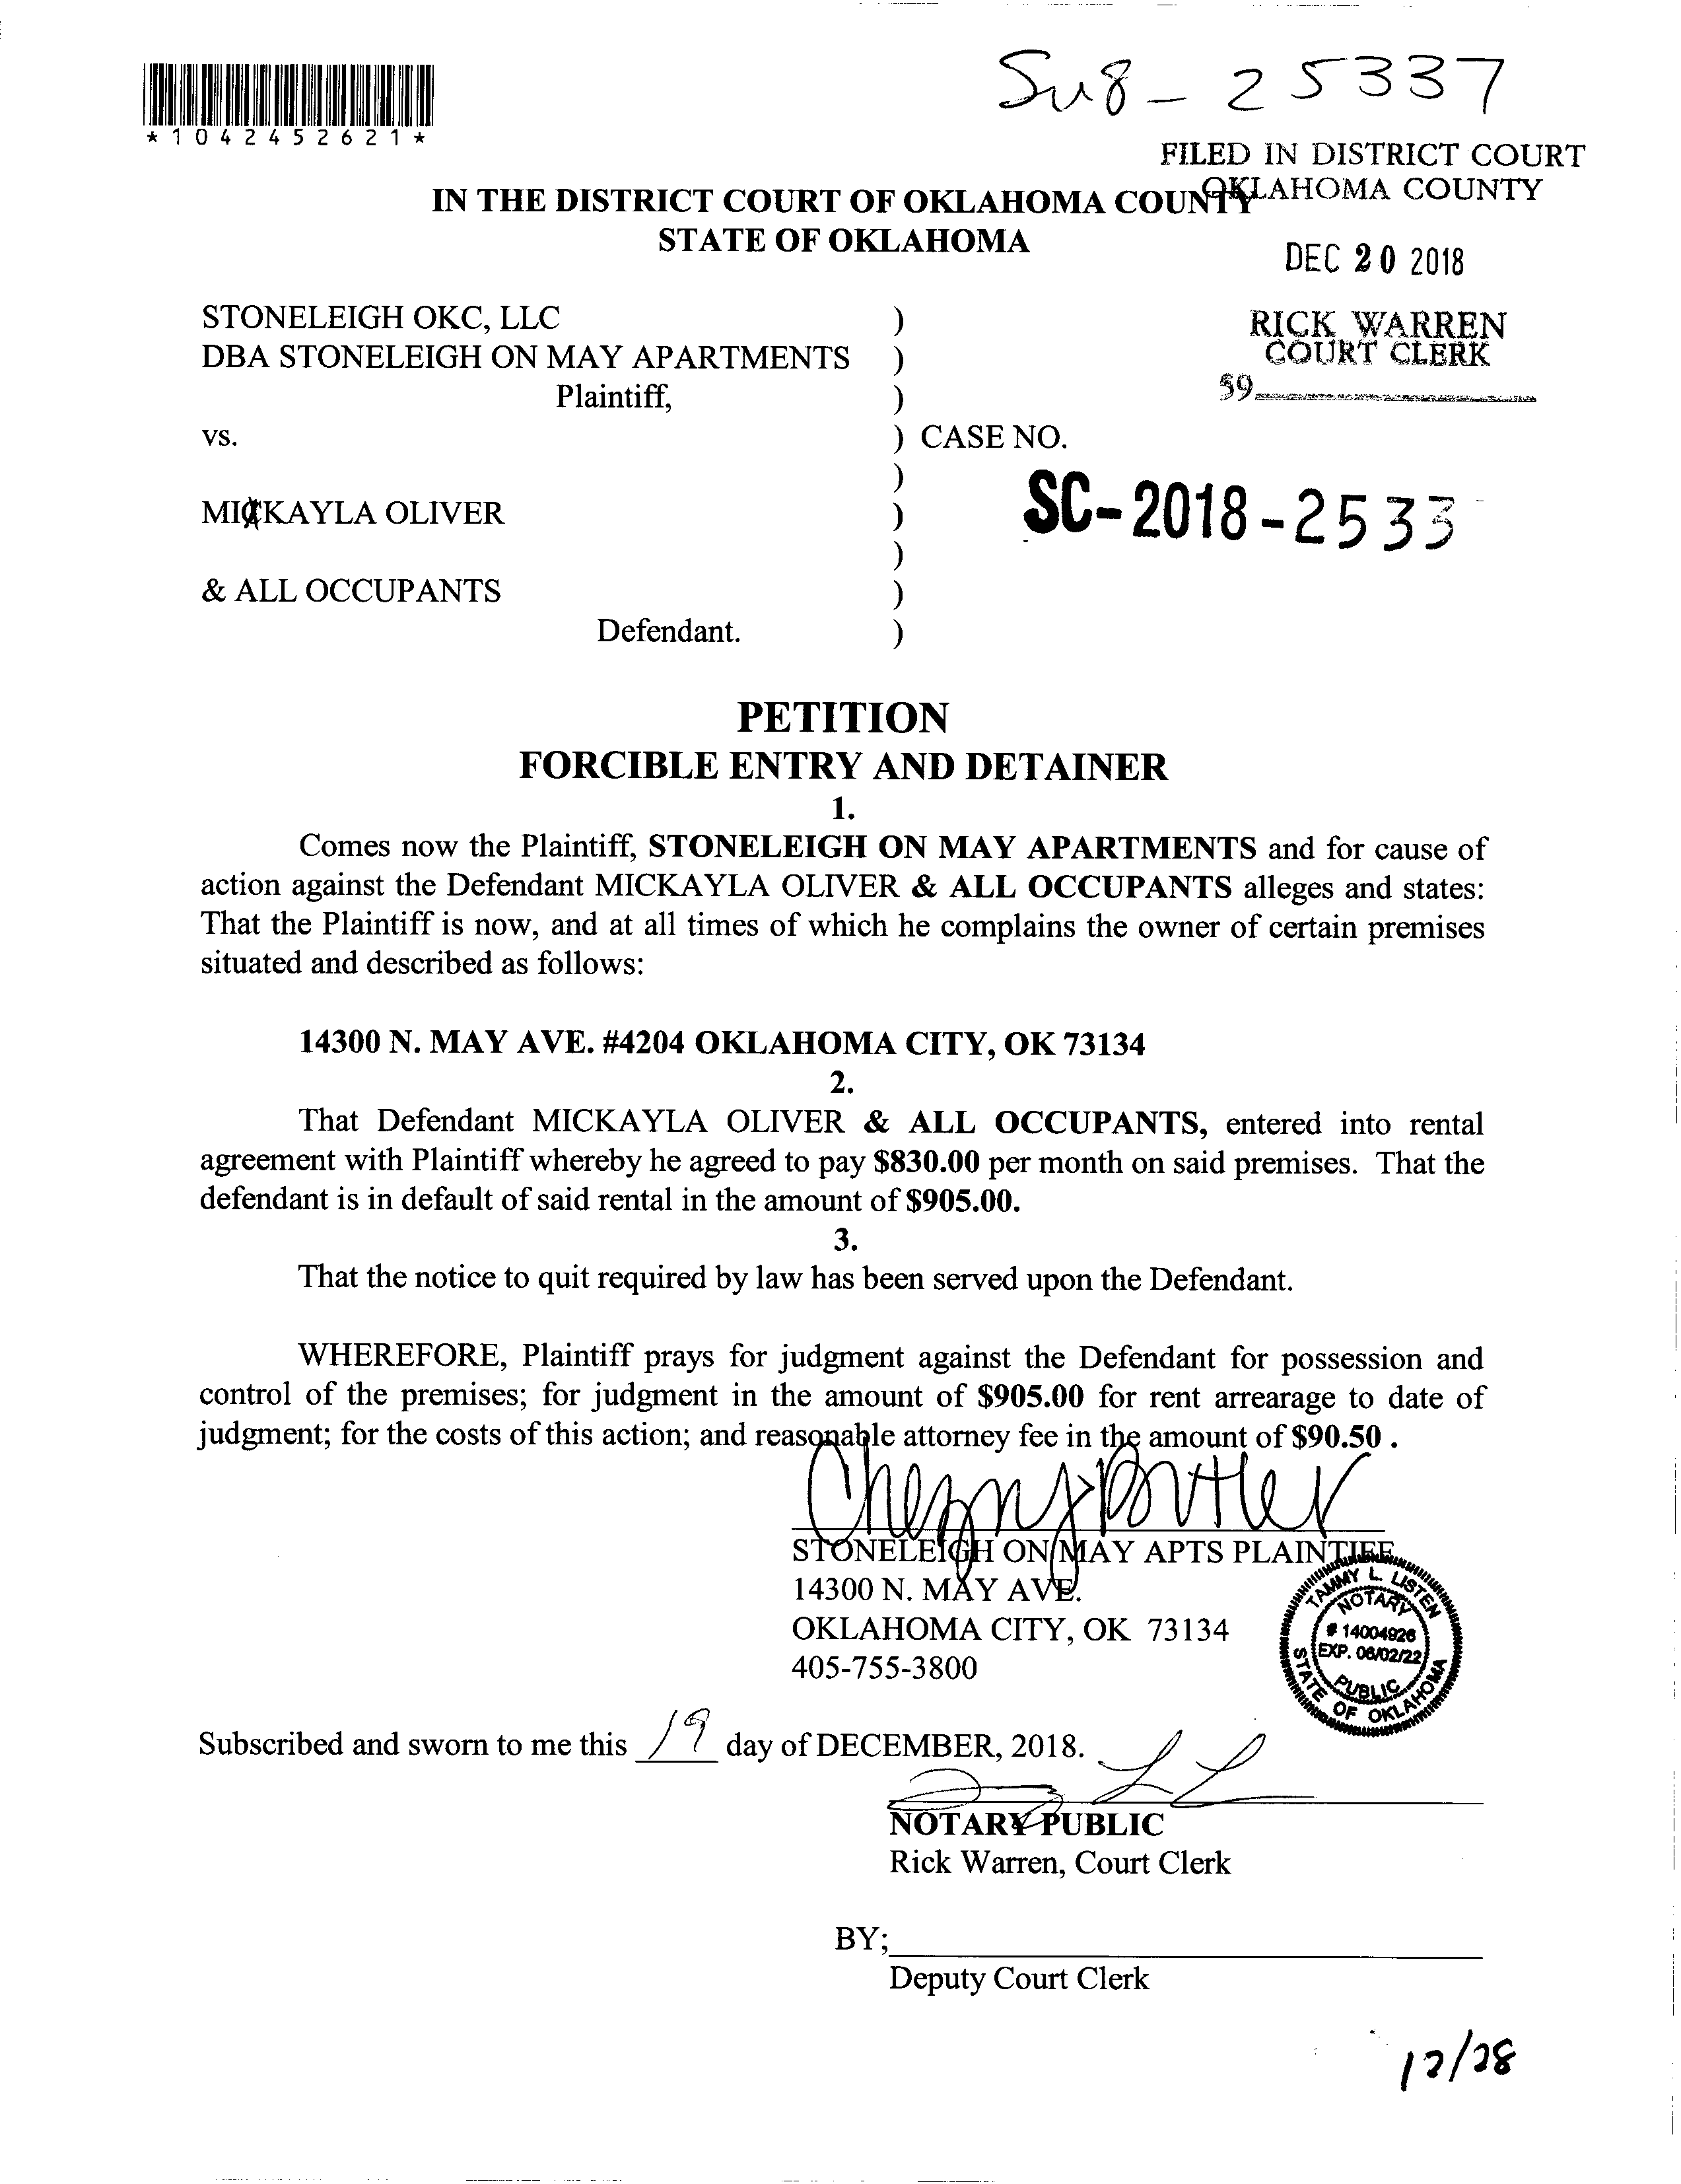 *1042452621*
FILED IN DISTRICT COURT
OKLAHOMA COUNTY
IN THE DISTRICT COURT OF OKLAHOMA COUNTY
STATE OF OKLAHOMA
DEC 20 2018
STONELEIGH OKC, LLC )
RICK WARREN
DBA STONELEIGH ON MAY APARTMENTS )
COURT CLERK
Plaintiff, )
59
vs. ) CASE NO.
)
SC-2018-2533
MICKAYLA OLIVER )
)
& ALL OCCUPANTS )
Defendant. )
PETITION
FORCIBLE ENTRY AND DETAINER
1.
Comes now the Plaintiff, STONELEIGH ON MAY APARTMENTS and for cause of
action against the Defendant MICKAYLA OLIVER & ALL OCCUPANTS alleges and states:
That the Plaintiff is now, and at all times of which he complains the owner of certain premises
situated and described as follows:
14300 N. MAY AVE. #4204 OKLAHOMA CITY, OK 73134
2.
That Defendant MICKAYLA OLIVER & ALL OCCUPANTS, entered into rental
agreement with Plaintiff whereby he agreed to pay $830.00 per month on said premises. That the
defendant is in default of said rental in the amount of $905.00.
3.
That the notice to quit required by law has been served upon the Defendant.
WHEREFORE, Plaintiff prays for judgment against the Defendant for possession and
control of the premises; for judgment in the amount of $905.00 for rent arrearage to date of
judgment; for the costs of this action; and reasonable attorney fee in the amount of $90.50 .
STONELEIGH ON MAY APTS PLAINTIFF
14300 N. MAY AVE.
OKLAHOMA CITY, OK 73134
405-755-3800
TAMMY L. LISTEN
NOTARY
# 14004926
EXP. 06/02/22
PUBLIC
STATE OF OKLAHOMA
Subscribed and sworn to me this 19 day of DECEMBER, 2018.
NOTARY PUBLIC
Rick Warren, Court Clerk
BY;
Deputy Court Clerk
12/28